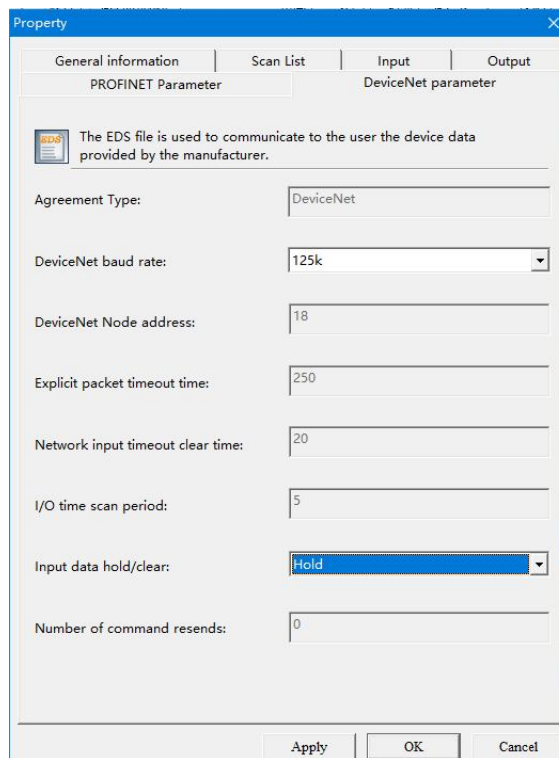 Property
General information
Scan List
Input
Output
PROFINET Parameter
DeviceNet parameter
EDS
The EDS file is used to communicate to the user the device data
provided by the manufacturer.
Agreement Type:
DeviceNet
DeviceNet baud rate:
125k
DeviceNet Node address:
18
Explicit packet timeout time:
250
Network input timeout clear time:
20
I/O time scan period:
5
Input data hold/clear:
Hold
Number of command resends:
0
Apply
OK
Cancel